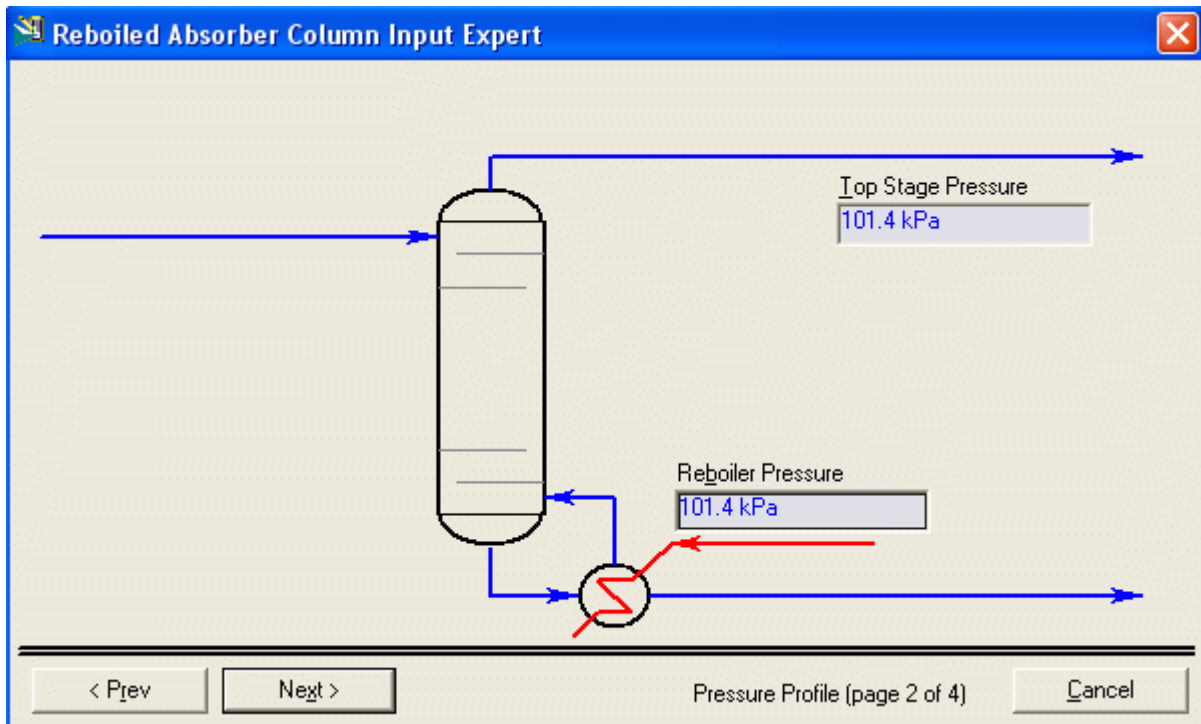 Reboiled Absorber Column Input Expert
Top Stage Pressure
101.4 kPa
Reboiler Pressure
101.4 kPa
< Prev
Next >
Pressure Profile (page 2 of 4)
Cancel